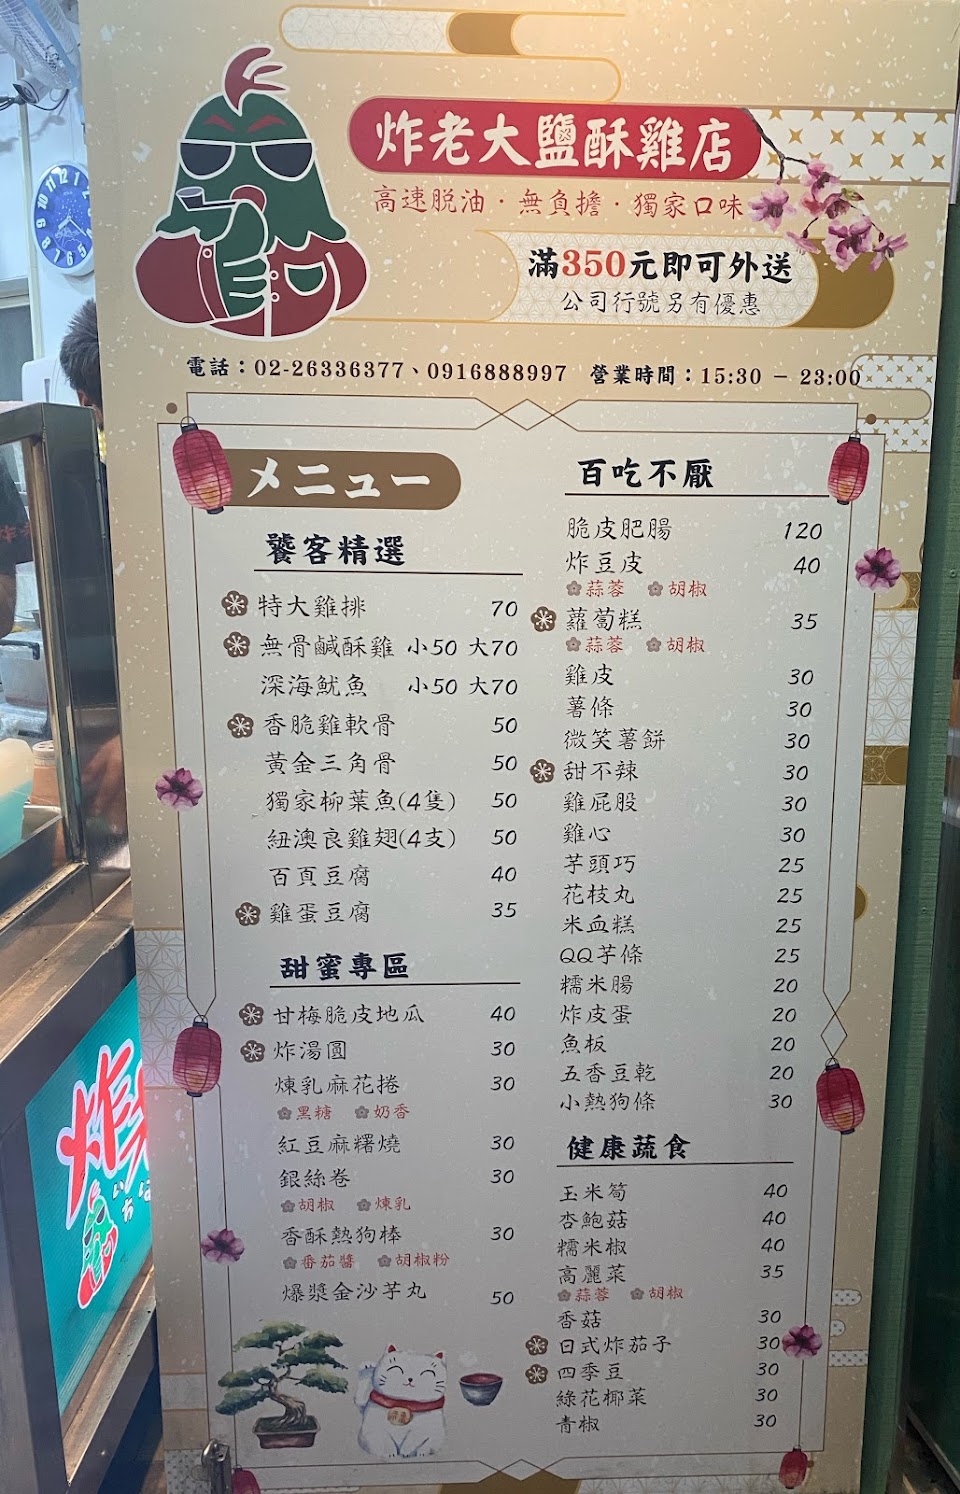 炸老大鹽酥雞店
高速脫油・無負擔・獨家口味
滿350元即可外送
公司行號另有優惠
電話：02-26336377、0916888997 營業時間：15:30 － 23:00
メニュー
饕客精選
特大雞排 70
無骨鹹酥雞 小50 大70
深海魷魚 小50 大70
香脆雞軟骨 50
黃金三角骨 50
獨家柳葉魚(4隻) 50
紐澳良雞翅(4支) 50
百頁豆腐 40
雞蛋豆腐 35
甜蜜專區
甘梅脆皮地瓜 40
炸湯圓 30
煉乳麻花捲 30
黑糖 奶香
紅豆麻糬燒 30
銀絲卷 30
胡椒 煉乳
香酥熱狗棒 30
番茄醬 胡椒粉
爆漿金沙芋丸 50
百吃不厭
脆皮肥腸 120
炸豆皮 40
蒜蓉 胡椒
蘿蔔糕 35
蒜蓉 胡椒
雞皮 30
薯條 30
微笑薯餅 30
甜不辣 30
雞屁股 30
雞心 30
芋頭巧 25
花枝丸 25
米血糕 25
QQ芋條 25
糯米腸 20
炸皮蛋 20
魚板 20
五香豆乾 20
小熱狗條 30
健康蔬食
玉米筍 40
杏鮑菇 40
糯米椒 40
高麗菜 35
蒜蓉 胡椒
香菇 30
日式炸茄子 30
四季豆 30
綠花椰菜 30
青椒 30
炸